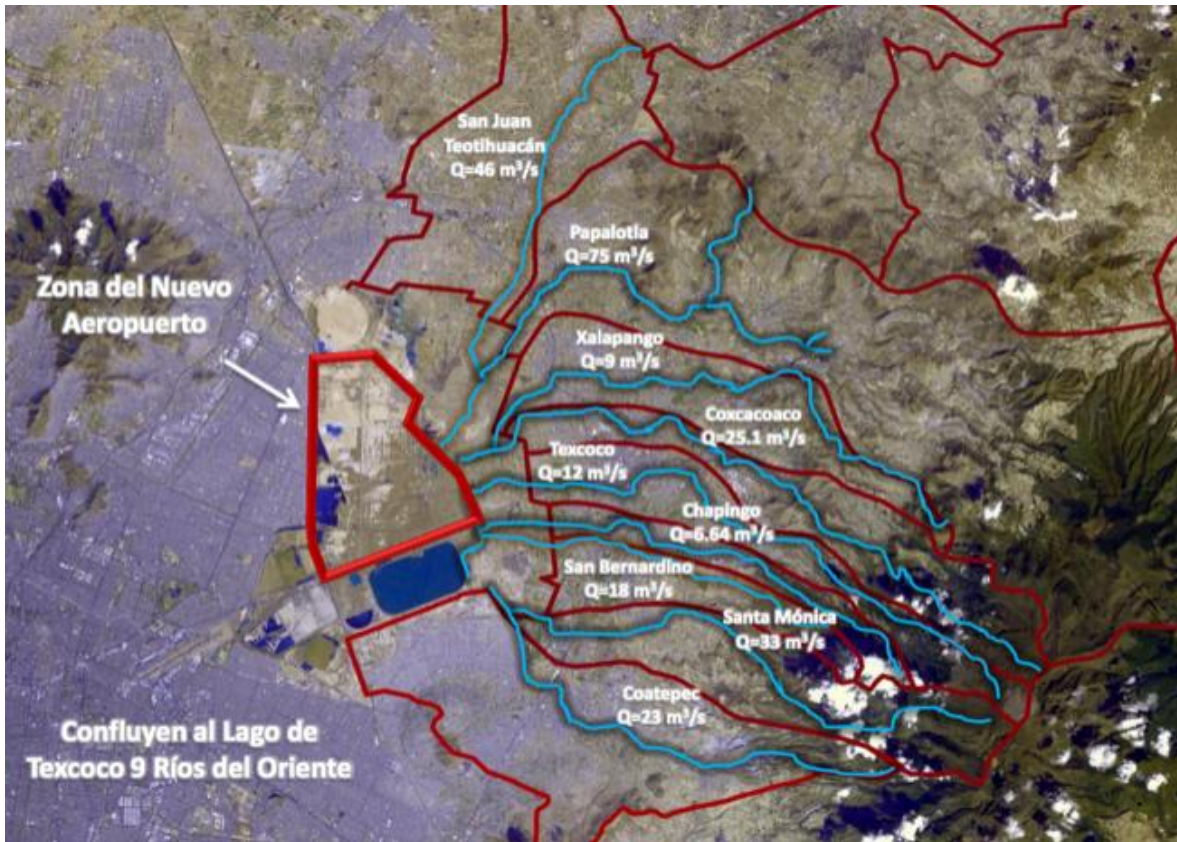 San Juan
Teotihuacán
Q=46 m³/s
Papalotla
Q=75 m³/s
Zona del Nuevo
Aeropuerto
Xalapango
Q=9 m³/s
Coxcacoaco
Q=25.1 m³/s
Texcoco
Q=12 m³/s
Chapingo
Q=6.64 m³/s
San Bernardino
Q=18 m³/s
Santa Mónica
Q=33 m³/s
Coatepec
Q=23 m³/s
Confluyen al Lago de
Texcoco 9 Ríos del Oriente